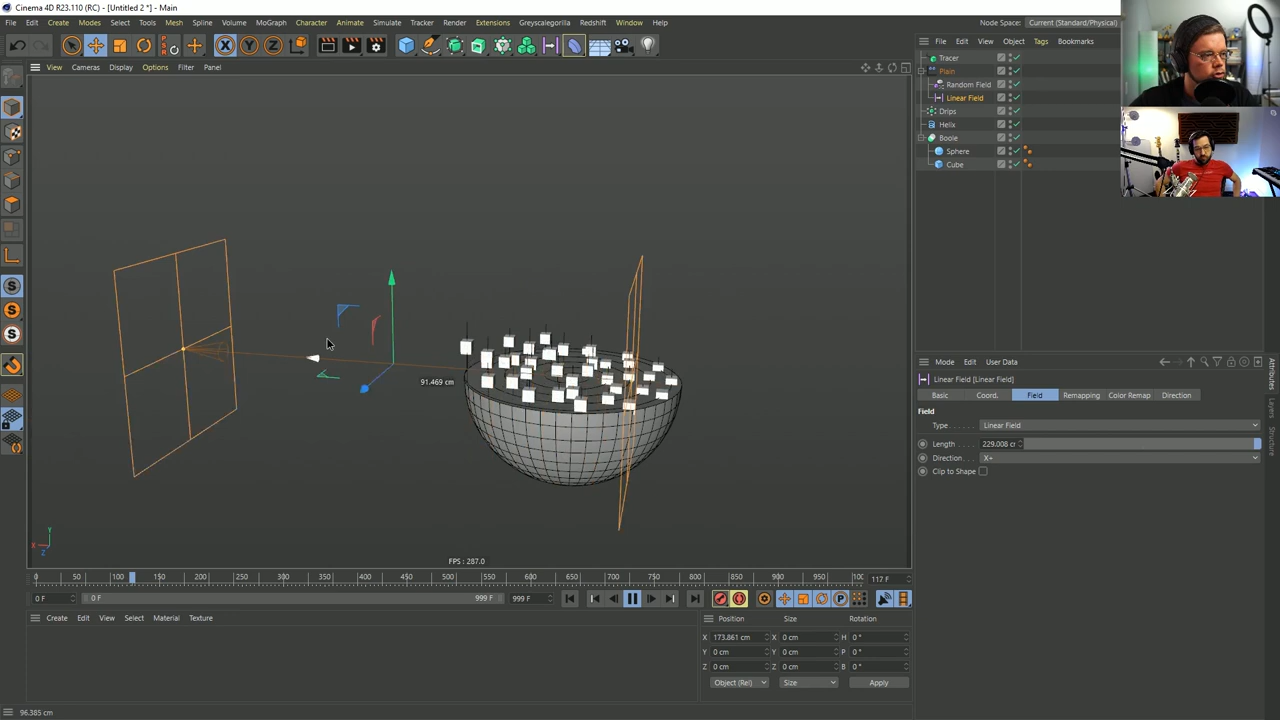 Cinema 4D R23.110 (RC) - [Untitled 2 *] - Main
File Edit Create Modes Select Tools Mesh Spline Volume MoGraph Character Animate Simulate Tracker Render Extensions Greyscalegorilla Redshift Window Help
Node Space: Current (Standard/Physical)
View Cameras Display Options Filter Panel
File Edit View Object Tags Bookmarks
Tracer
Plain
Random Field
Linear Field
Drips
Helix
Boole
Sphere
Cube
91.469 cm
FPS : 287.0
Mode Edit User Data
Linear Field [Linear Field]
Basic Coord. Field Remapping Color Remap Direction
Field
Type Linear Field
Length 229.008 cr
Direction X+
Clip to Shape
Attributes
Layers
Structure
Y
X
Z
0 50 100 150 200 250 300 350 400 450 500 550 600 650 700 750 800 850 900 950 100 117 F
0 F 0 F 999 F 999 F
Create Edit View Select Material Texture
Position Size Rotation
X 173.861 cm X 0 cm H 0 °
Y 0 cm Y 0 cm P 0 °
Z 0 cm Z 0 cm B 0 °
Object (Rel) Size Apply
96.385 cm